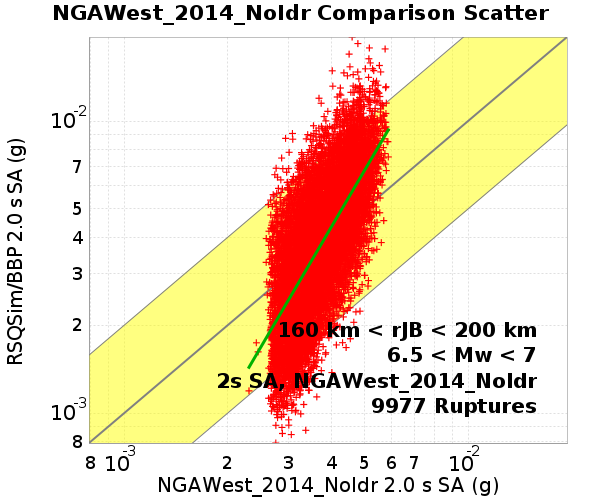 NGAWest_2014_NoIdr Comparison Scatter
RSQSim/BBP 2.0 s SA (g)
10⁻²
7
5
4
3
2
10⁻³
8
160 km < rJB < 200 km
6.5 < Mw < 7
2s SA, NGAWest_2014_NoIdr
9977 Ruptures
8 10⁻³ 2 3 4 5 6 7 10⁻²
NGAWest_2014_NoIdr 2.0 s SA (g)